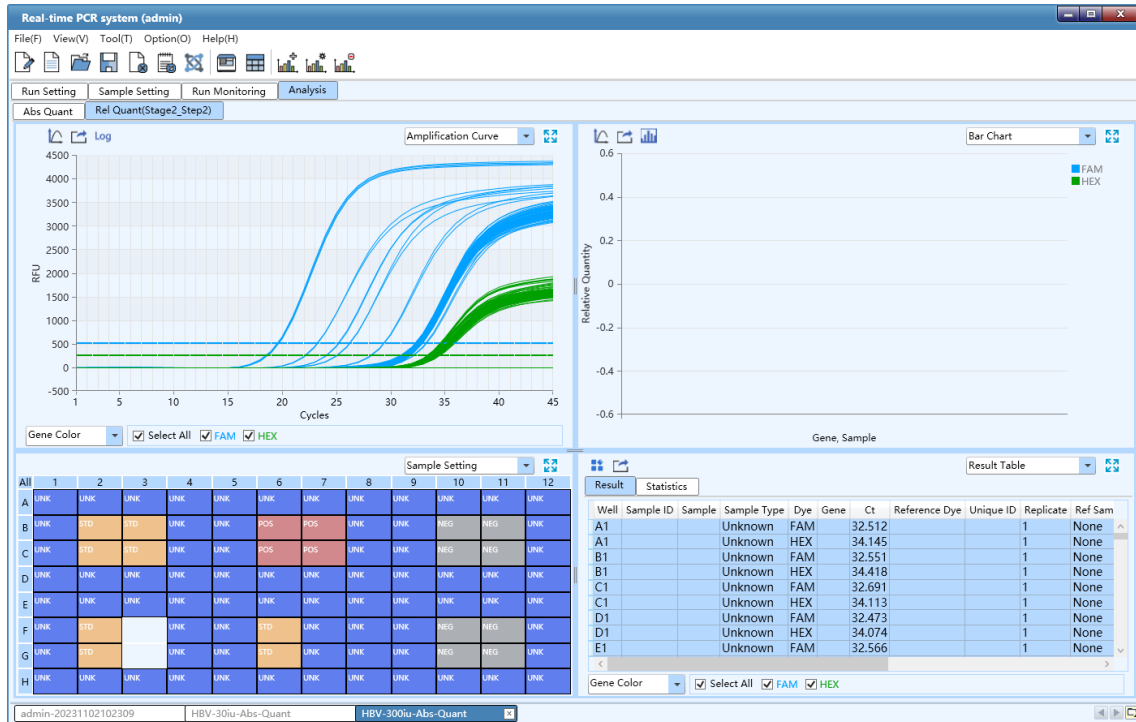 Real-time PCR system (admin)
File(F) View(V) Tool(T) Option(O) Help(H)
Run Setting Sample Setting Run Monitoring Analysis
Abs Quant Rel Quant(Stage2_Step2)
Log Amplification Curve
4500
4000
3500
3000
2500
2000
1500
1000
500
0
-500
RFU
1 5 10 15 20 25 30 35 40 45
Cycles
Gene Color Select All FAM HEX
Bar Chart
0.6
0.4
0.2
0
-0.2
-0.4
-0.6
Relative Quantity
FAM
HEX
Gene, Sample
Sample Setting
All 1 2 3 4 5 6 7 8 9 10 11 12
A UNK UNK UNK UNK UNK UNK UNK UNK UNK UNK UNK UNK
B UNK STD STD UNK UNK POS POS UNK UNK NEG NEG UNK
C UNK STD STD UNK UNK POS POS UNK UNK NEG NEG UNK
D UNK UNK UNK UNK UNK UNK UNK UNK UNK UNK UNK UNK
E UNK UNK UNK UNK UNK UNK UNK UNK UNK UNK UNK UNK
F UNK STD UNK UNK STD UNK UNK UNK NEG NEG UNK
G UNK STD UNK UNK STD UNK UNK UNK NEG NEG UNK
H UNK UNK UNK UNK UNK UNK UNK UNK UNK UNK UNK UNK
Result Table
Result Statistics
Well Sample ID Sample Sample Type Dye Gene Ct Reference Dye Unique ID Replicate Ref Sam
A1 Unknown FAM 32.512 1 None
A1 Unknown HEX 34.145 1 None
B1 Unknown FAM 32.551 1 None
B1 Unknown HEX 34.418 1 None
C1 Unknown FAM 32.691 1 None
C1 Unknown HEX 34.113 1 None
D1 Unknown FAM 32.473 1 None
D1 Unknown HEX 34.074 1 None
E1 Unknown FAM 32.566 1 None
Gene Color Select All FAM HEX
admin-20231102102309 HBV-30iu-Abs-Quant HBV-300iu-Abs-Quant